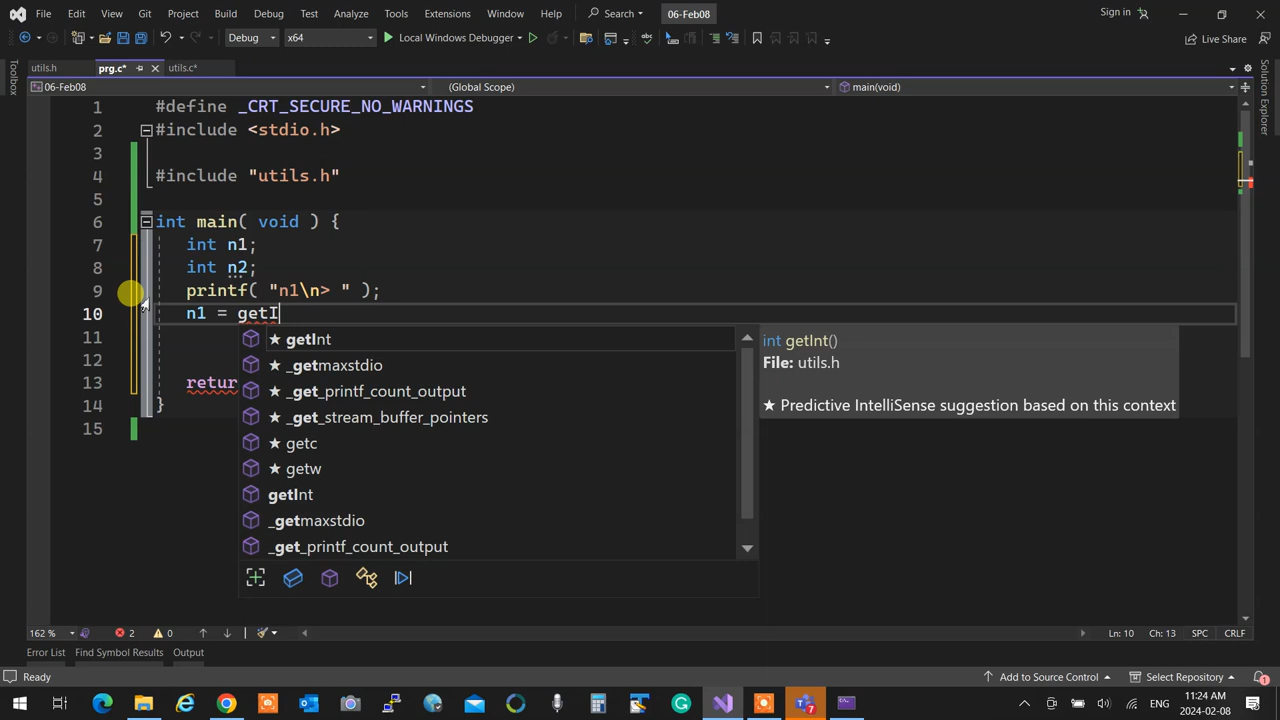 File Edit View Git Project Build Debug Test Analyze Tools Extensions Window Help Search 06-Feb08 Sign in
Debug x64 Local Windows Debugger abc Live Share
utils.h prg.c* utils.c*
Toolbox
Solution Explorer
06-Feb08 (Global Scope) main(void)
1 #define _CRT_SECURE_NO_WARNINGS
2 #include <stdio.h>
3
4 #include "utils.h"
5
6 int main( void ) {
7 int n1;
8 int n2;
9 printf( "n1\n> " );
10 n1 = getI
11
12
13 retur
14 }
15
★ getInt
★ _getmaxstdio
★ _get_printf_count_output
★ _get_stream_buffer_pointers
★ getc
★ getw
getInt
_getmaxstdio
_get_printf_count_output
int getInt()
File: utils.h
★ Predictive IntelliSense suggestion based on this context
162 % 2 0 Ln: 10 Ch: 13 SPC CRLF
Error List Find Symbol Results Output
Ready Add to Source Control Select Repository 1
7 11:24 AM
2024-02-08